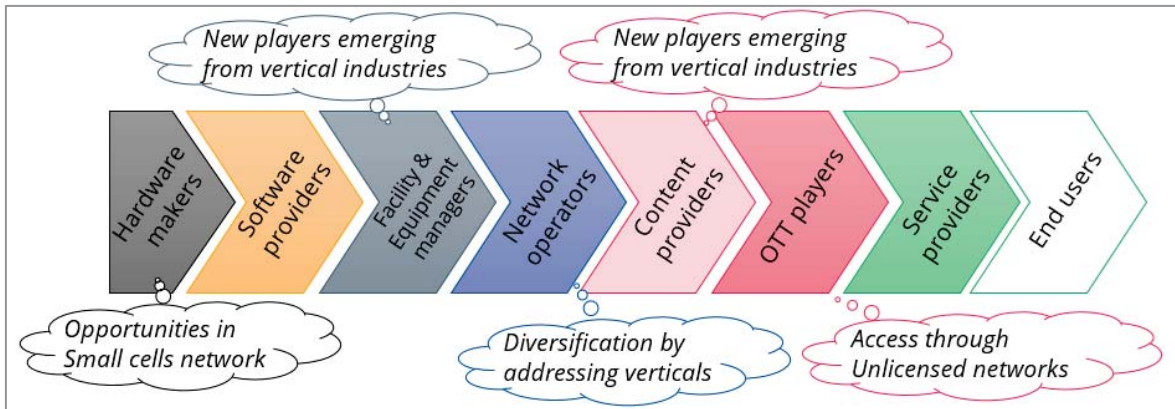 New players emerging
from vertical industries
New players emerging
from vertical industries
Hardware
makers
Software
providers
Facility &
Equipment
managers
Network
operators
Content
providers
OTT players
Service
providers
End users
Opportunities in
Small cells network
Diversification by
addressing verticals
Access through
Unlicensed networks